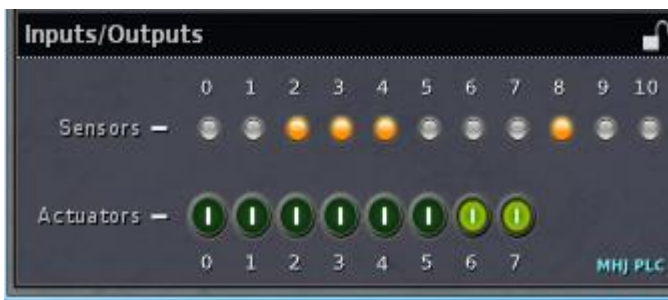 Inputs/Outputs
0 1 2 3 4 5 6 7 8 9 10
Sensors
Actuators
0 1 2 3 4 5 6 7
MHJ PLC